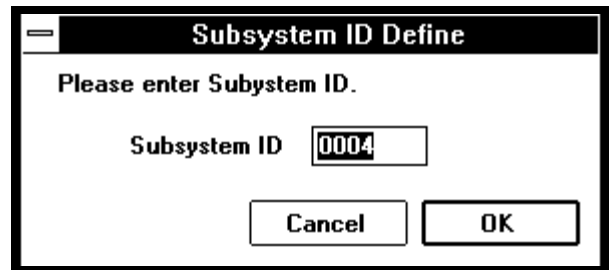 Subsystem ID Define
Please enter Subystem ID.
Subsystem ID 0004
Cancel OK